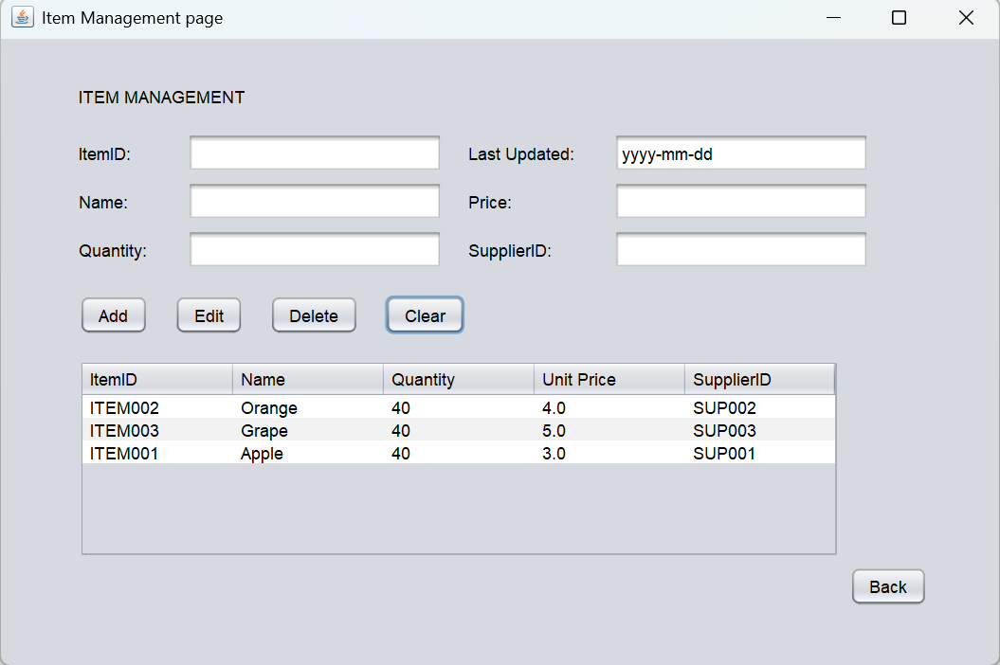 Item Management page
ITEM MANAGEMENT
ItemID: Last Updated: yyyy-mm-dd
Name: Price:
Quantity: SupplierID:
Add Edit Delete Clear
ItemID Name Quantity Unit Price SupplierID
ITEM002 Orange 40 4.0 SUP002
ITEM003 Grape 40 5.0 SUP003
ITEM001 Apple 40 3.0 SUP001
Back